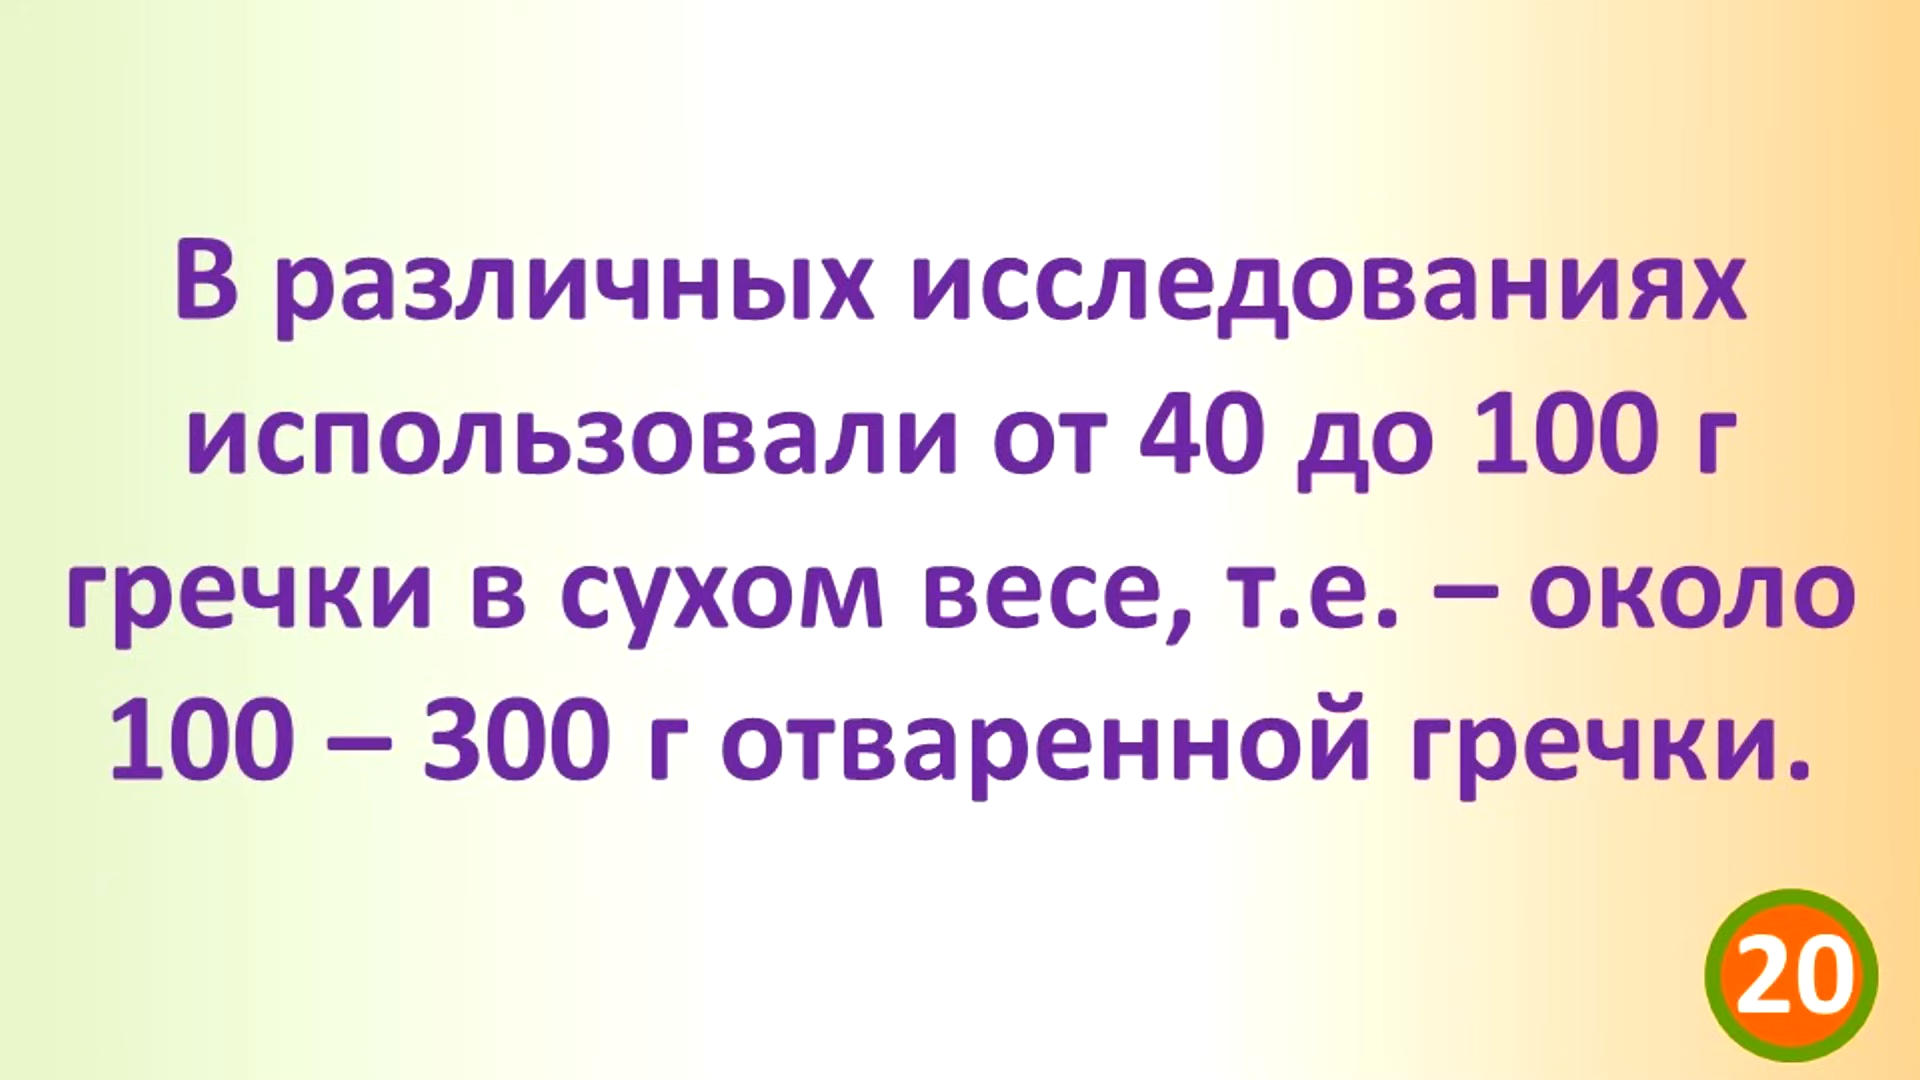 В различных исследованиях
использовали от 40 до 100 г
гречки в сухом весе, т.е. – около
100 – 300 г отваренной гречки.
20